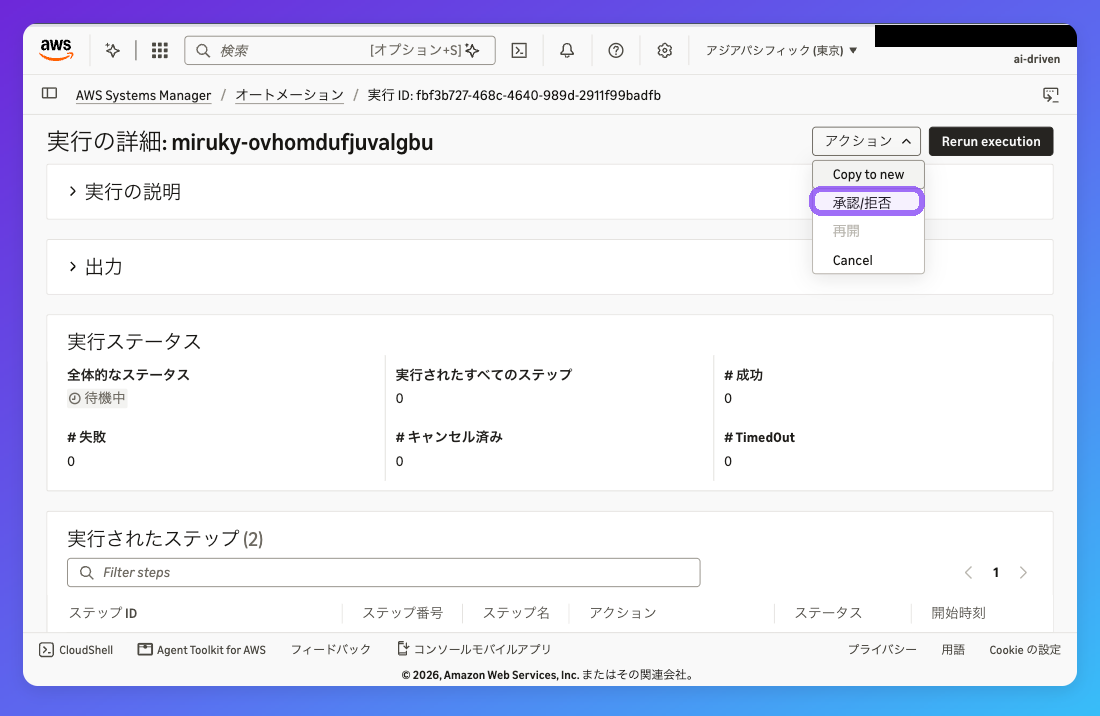 aws
検索 [オプション+S] アジアパシフィック (東京) ▼
ai-driven
AWS Systems Manager / オートメーション / 実行 ID: fbf3b727-468c-4640-989d-2911f99badfb
実行の詳細: miruky-ovhomdufjuvalgbu アクション Rerun execution
Copy to new
承認/拒否
再開
Cancel
実行の説明
出力
実行ステータス
全体的なステータス 実行されたすべてのステップ # 成功
待機中 0 0
# 失敗 # キャンセル済み # TimedOut
0 0 0
実行されたステップ (2)
Filter steps 1
ステップ ID ステップ番号 ステップ名 アクション ステータス 開始時刻
CloudShell Agent Toolkit for AWS フィードバック コンソールモバイルアプリ プライバシー 用語 Cookie の設定
© 2026, Amazon Web Services, Inc. またはその関連会社。